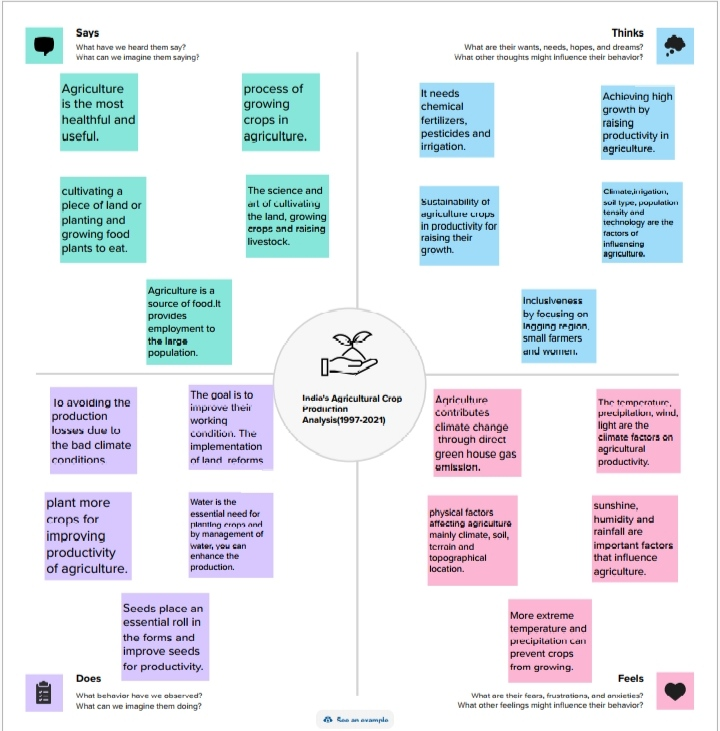 Says
What have we heard them say?
What can we imagine them saying?
Thinks
What are their wants, needs, hopes, and dreams?
What other thoughts might influence their behavior?
Agriculture
is the most
healthful and
useful.
process of
growing
crops in
agriculture.
It needs
chemical
fertilizers,
pesticides and
irrigation.
Achieving high
growth by
raising
productivity in
agriculture.
cultivating a
piece of land or
planting and
growing food
plants to eat.
The science and
art of cultivating
the land, growing
crops and raising
livestock.
Sustainability of
agriculture crops
in productivity for
raising their
growth.
Climate,irrigation,
soil type, population
tensity and
technology are the
factors of
influencing
agriculture.
Agriculture is a
source of food.It
provides
employment to
the large
population.
Inclusiveness
by focusing on
lagging region,
small farmers
and women.
India's Agricultural Crop
Production
Analysis(1997-2021)
To avoiding the
production
losses due to
the bad climate
conditions
The goal is to
improve their
working
condition. The
implementation
of land reforms
Agriculture
contributes
climate change
through direct
green house gas
emission.
The temperature,
precipitation, wind,
light are the
climate factors on
agricultural
productivity.
plant more
crops for
improving
productivity
of agriculture.
Water is the
essential need for
planting crops and
by management of
water, you can
enhance the
production.
physical factors
affecting agriculture
mainly climate, soil,
terrain and
topographical
location.
sunshine,
humidity and
rainfall are
important factors
that influence
agriculture.
Seeds place an
essential roll in
the forms and
improve seeds
for productivity.
More extreme
temperature and
precipitation can
prevent crops
from growing.
Does
What behavior have we observed?
What can we imagine them doing?
Feels
What are their fears, frustrations, and anxieties?
What other feelings might influence their behavior?
See an example